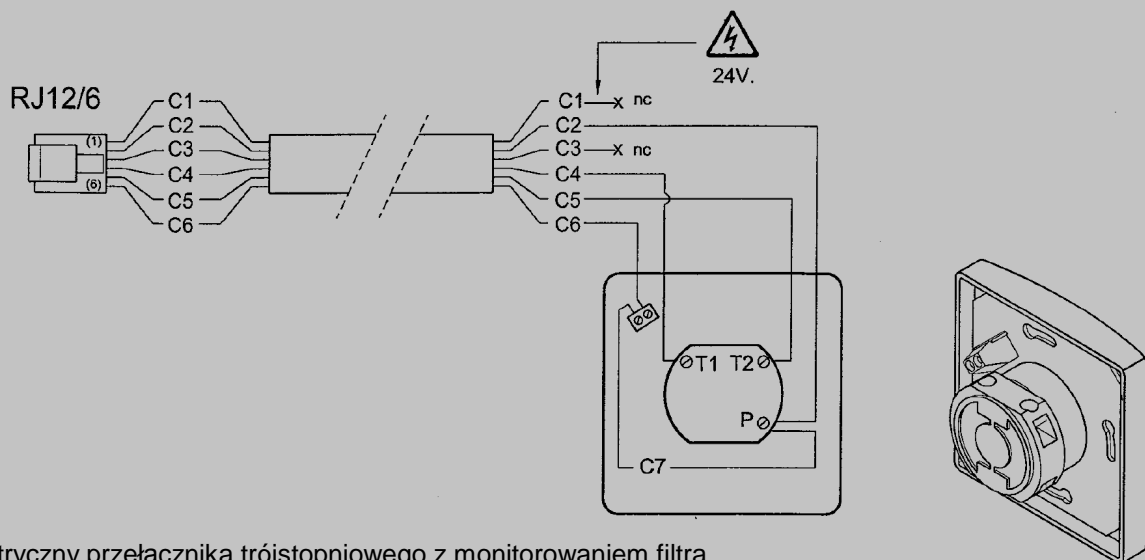 24V.
RJ12/6
(1)
(6)
C1
C2
C3
C4
C5
C6
C1 x nc
C2
C3 x nc
C4
C5
C6
T1 T2
P
C7
tryczny przełącznika trójstopniowego z monitorowaniem filtra